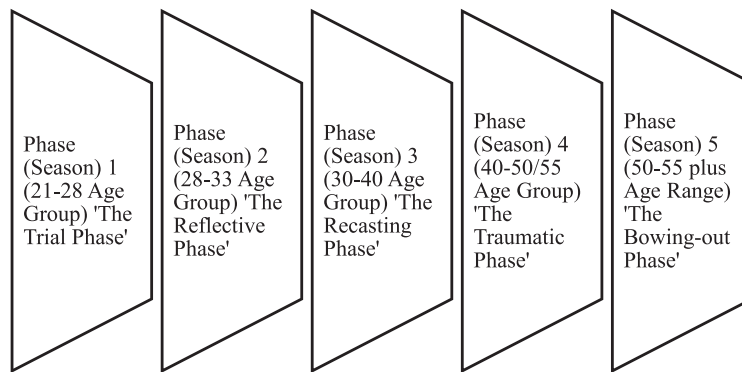 Phase
(Season) 1
(21-28 Age
Group) 'The
Trial Phase'
Phase
(Season) 2
(28-33 Age
Group) 'The
Reflective
Phase'
Phase
(Season) 3
(30-40 Age
Group) 'The
Recasting
Phase'
Phase
(Season) 4
(40-50/55
Age Group)
'The
Traumatic
Phase'
Phase
(Season) 5
(50-55 plus
Age Range)
'The
Bowing-out
Phase'